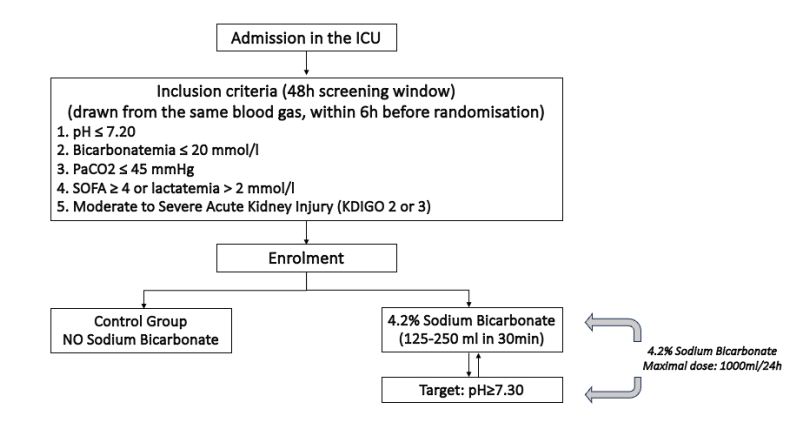 Admission in the ICU
Inclusion criteria (48h screening window)
(drawn from the same blood gas, within 6h before randomisation)
1. pH ≤ 7.20
2. Bicarbonatemia ≤ 20 mmol/l
3. PaCO2 ≤ 45 mmHg
4. SOFA ≥ 4 or lactatemia > 2 mmol/l
5. Moderate to Severe Acute Kidney Injury (KDIGO 2 or 3)
Enrolment
Control Group
NO Sodium Bicarbonate
4.2% Sodium Bicarbonate
(125-250 ml in 30min)
4.2% Sodium Bicarbonate
Maximal dose: 1000ml/24h
Target: pH≥7.30